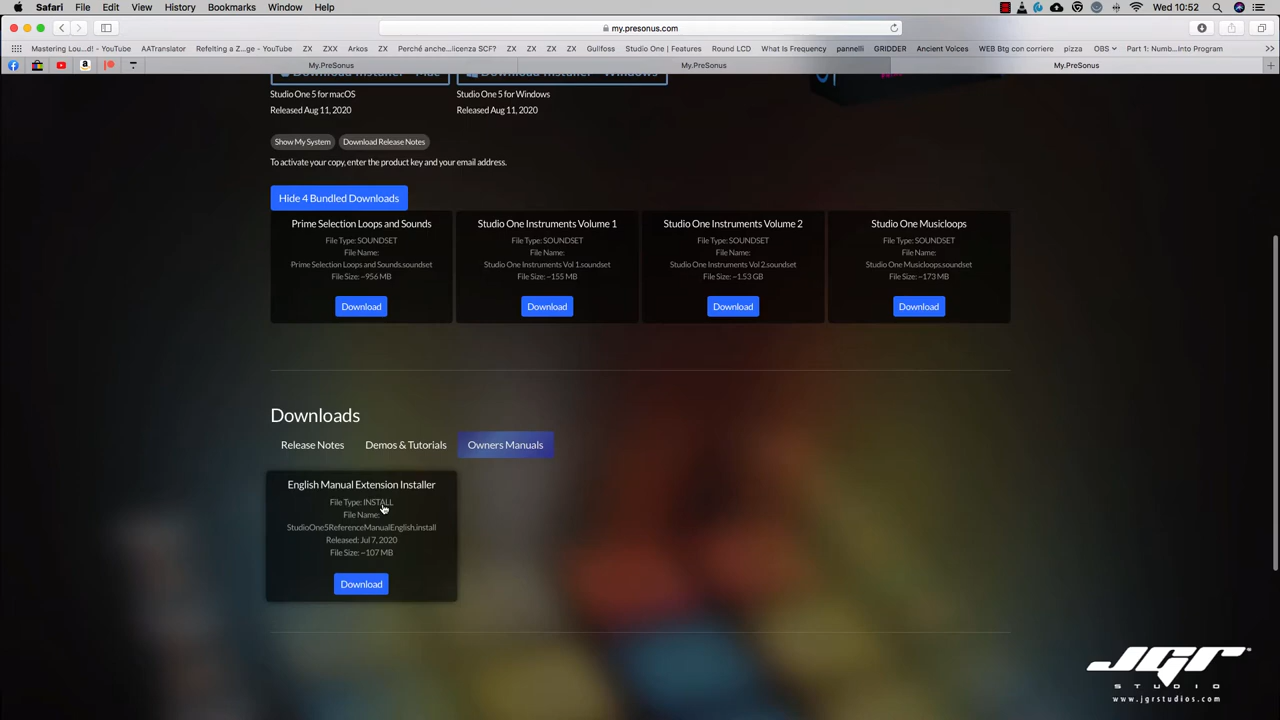 Safari File Edit View History Bookmarks Window Help Wed 10:52
my.presonus.com
Mastering Lou...d! - YouTube AATranslator Refelting a Z...ge - YouTube ZX ZXX Arkos ZX Perché anche...licenza SCF? ZX ZX ZX Gullfoss Studio One | Features Round LCD What Is Frequency pannelli GRIDDER Ancient Voices WEB Btg con corriere pizza OBS Part 1: Numb...Into Program
My.PreSonus My.PreSonus My.PreSonus
Download Installer - Mac Download Installer - Windows
Studio One 5 for macOS Studio One 5 for Windows
Released Aug 11, 2020 Released Aug 11, 2020
Show My System Download Release Notes
To activate your copy, enter the product key and your email address.
Hide 4 Bundled Downloads
Prime Selection Loops and Sounds Studio One Instruments Volume 1 Studio One Instruments Volume 2 Studio One Musicloops
File Type: SOUNDSET File Type: SOUNDSET File Type: SOUNDSET File Type: SOUNDSET
File Name: File Name: File Name: File Name:
Prime Selection Loops and Sounds.soundset Studio One Instruments Vol 1.soundset Studio One Instruments Vol 2.soundset Studio One Musicloops.soundset
File Size: ~956 MB File Size: ~155 MB File Size: ~1.53 GB File Size: ~173 MB
Download Download Download Download
Downloads
Release Notes Demos & Tutorials Owners Manuals
English Manual Extension Installer
File Type: INSTALL
File Name:
StudioOne5ReferenceManualEnglish.install
Released: Jul 7, 2020
File Size: ~107 MB
Download
JGR
STUDIO
www.jgrstudios.com